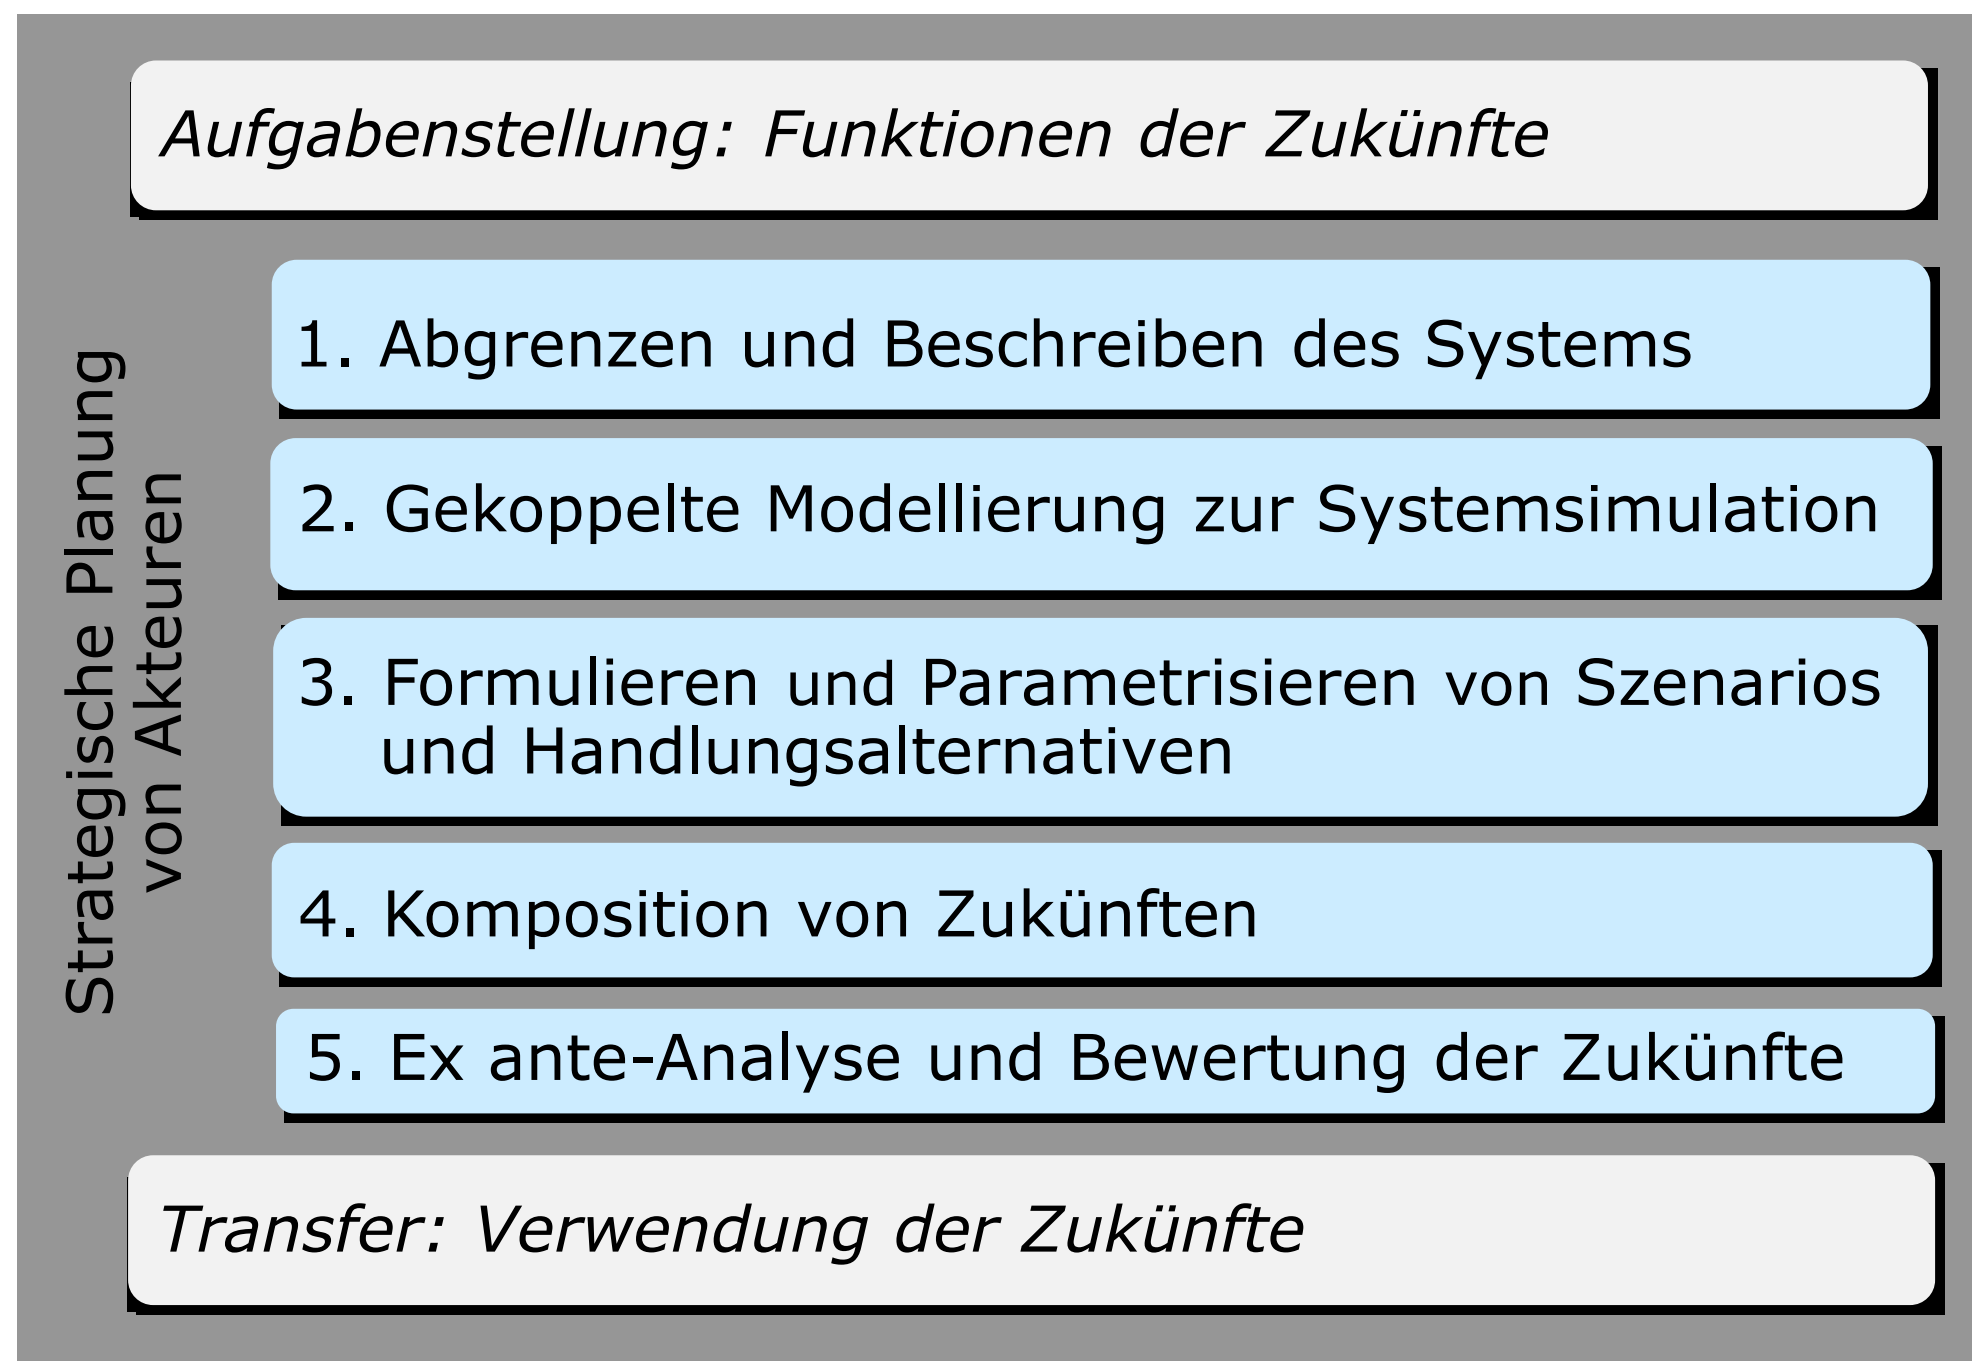 Aufgabenstellung: Funktionen der Zukünfte
Strategische Planung
von Akteuren
1. Abgrenzen und Beschreiben des Systems
2. Gekoppelte Modellierung zur Systemsimulation
3. Formulieren und Parametrisieren von Szenarios
und Handlungsalternativen
4. Komposition von Zukünften
5. Ex ante-Analyse und Bewertung der Zukünfte
Transfer: Verwendung der Zukünfte